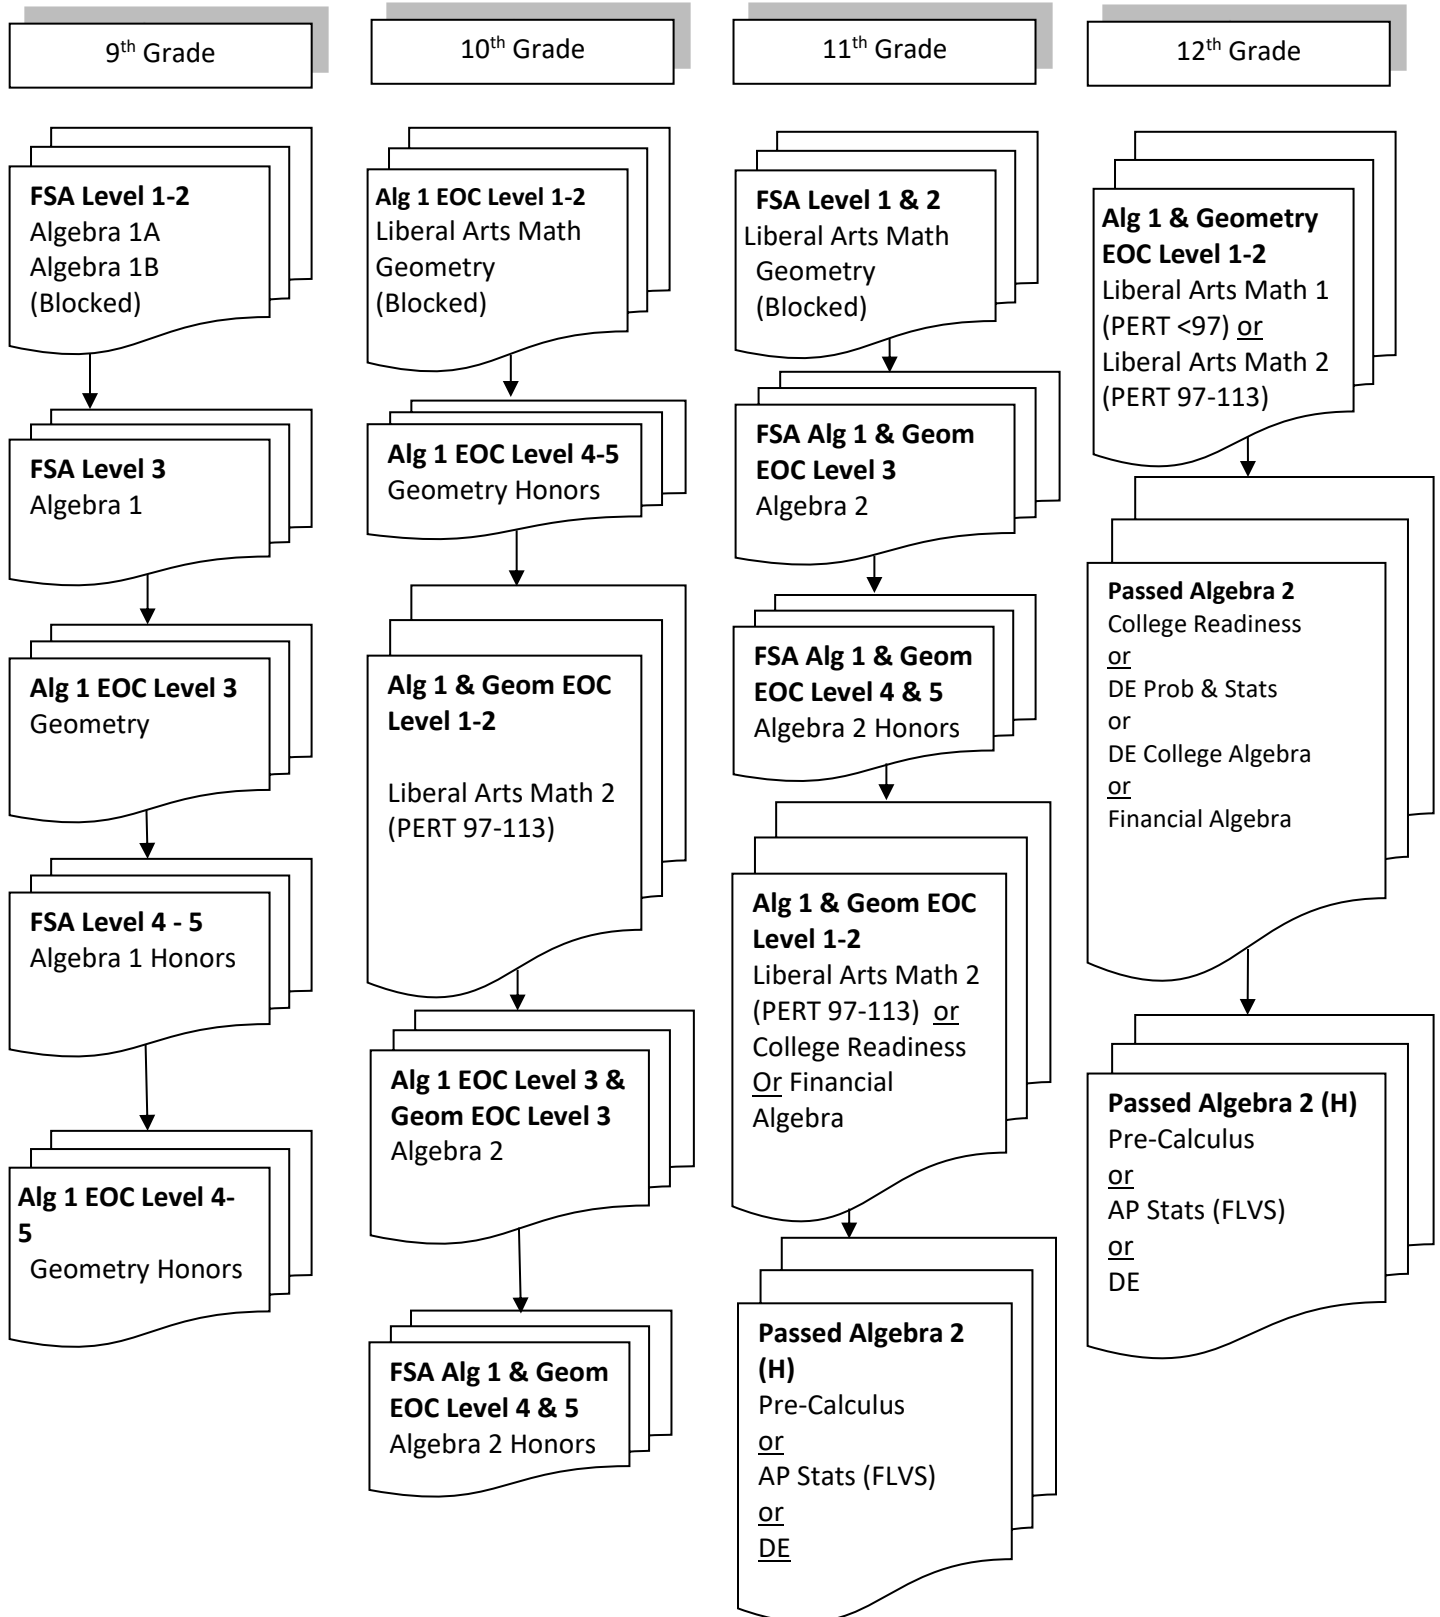 9th Grade
10th Grade
11th Grade
12th Grade
FSA Level 1-2
Algebra 1A
Algebra 1B
(Blocked)
FSA Level 3
Algebra 1
Alg 1 EOC Level 3
Geometry
FSA Level 4 - 5
Algebra 1 Honors
Alg 1 EOC Level 4-
5
Geometry Honors
Alg 1 EOC Level 1-2
Liberal Arts Math
Geometry
(Blocked)
Alg 1 EOC Level 4-5
Geometry Honors
Alg 1 & Geom EOC
Level 1-2
Liberal Arts Math 2
(PERT 97-113)
Alg 1 EOC Level 3 &
Geom EOC Level 3
Algebra 2
FSA Alg 1 & Geom
EOC Level 4 & 5
Algebra 2 Honors
FSA Level 1 & 2
Liberal Arts Math
Geometry
(Blocked)
FSA Alg 1 & Geom
EOC Level 3
Algebra 2
FSA Alg 1 & Geom
EOC Level 4 & 5
Algebra 2 Honors
Alg 1 & Geom EOC
Level 1-2
Liberal Arts Math 2
(PERT 97-113) or
College Readiness
Or Financial
Algebra
Passed Algebra 2
(H)
Pre-Calculus
or
AP Stats (FLVS)
or
DE
Alg 1 & Geometry
EOC Level 1-2
Liberal Arts Math 1
(PERT <97) or
Liberal Arts Math 2
(PERT 97-113)
Passed Algebra 2
College Readiness
or
DE Prob & Stats
or
DE College Algebra
or
Financial Algebra
Passed Algebra 2 (H)
Pre-Calculus
or
AP Stats (FLVS)
or
DE